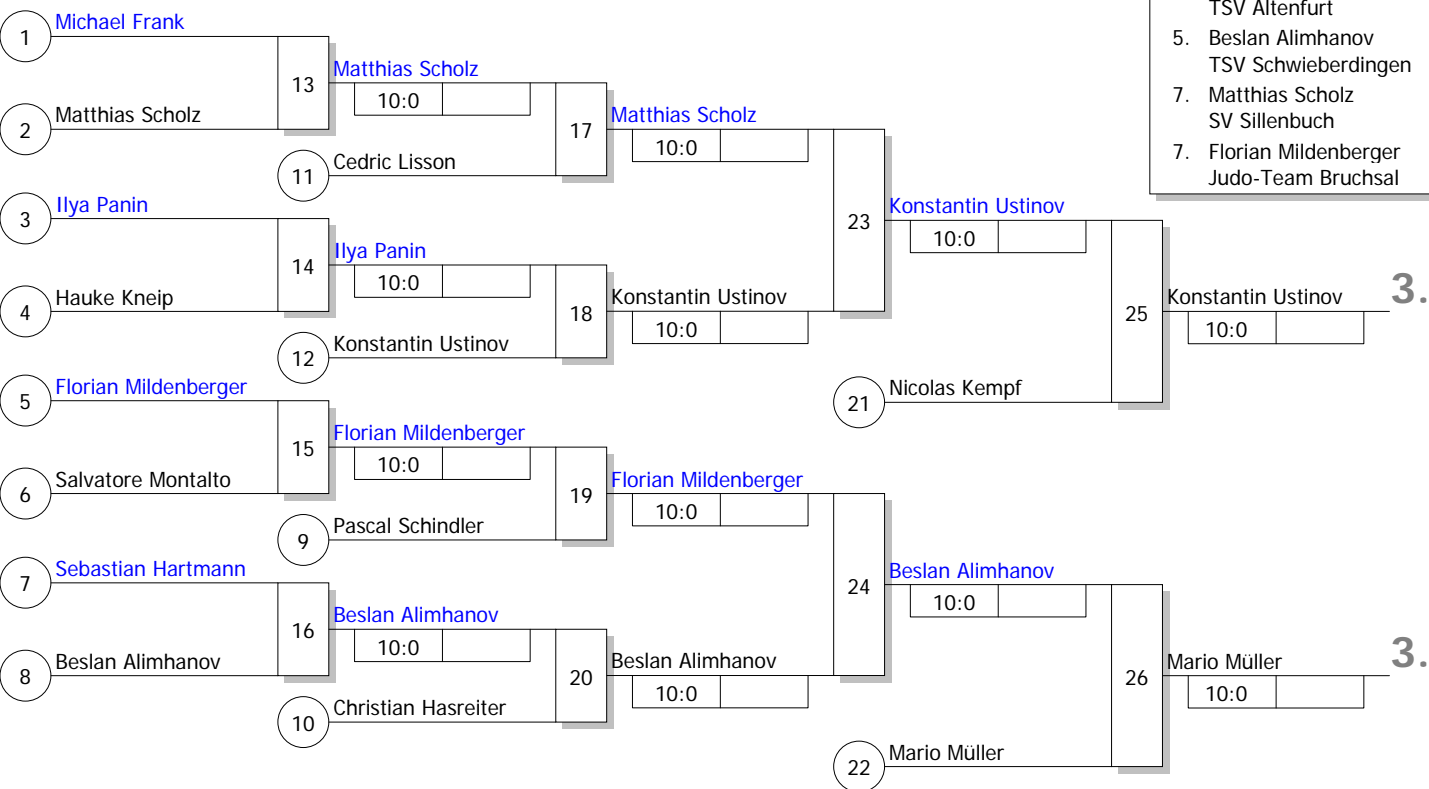 TSV Altenfurt
5. Beslan Alimhanov
TSV Schwieberdingen
7. Matthias Scholz
SV Sillenbuch
7. Florian Mildenberger
Judo-Team Bruchsal
1 Michael Frank
2 Matthias Scholz
3 Ilya Panin
4 Hauke Kneip
5 Florian Mildenberger
6 Salvatore Montalto
7 Sebastian Hartmann
8 Beslan Alimhanov
13
14
15
16
Matthias Scholz
10:0
11 Cedric Lisson
Ilya Panin
10:0
12 Konstantin Ustinov
Florian Mildenberger
10:0
9 Pascal Schindler
Beslan Alimhanov
10:0
10 Christian Hasreiter
17
18
19
20
Matthias Scholz
10:0
Konstantin Ustinov
10:0
Florian Mildenberger
10:0
Beslan Alimhanov
10:0
23
24
Konstantin Ustinov
10:0
21 Nicolas Kempf
Beslan Alimhanov
10:0
22 Mario Müller
25
26
Konstantin Ustinov 3.
10:0
Mario Müller 3.
10:0